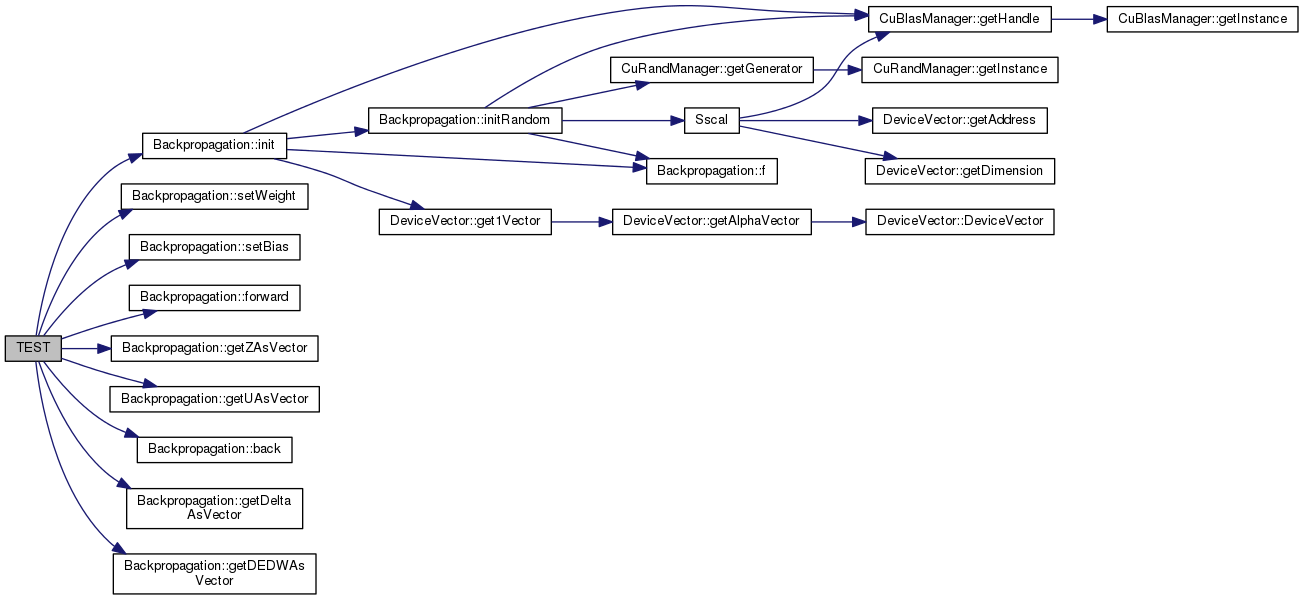 CuBlasManager::getHandle
CuBlasManager::getInstance
CuRandManager::getGenerator
CuRandManager::getInstance
Backpropagation::initRandom
Sscal
DeviceVector::getAddress
Backpropagation::init
Backpropagation::f
DeviceVector::getDimension
Backpropagation::setWeight
DeviceVector::get1Vector
DeviceVector::getAlphaVector
DeviceVector::DeviceVector
Backpropagation::setBias
Backpropagation::forward
TEST
Backpropagation::getZAsVector
Backpropagation::getUAsVector
Backpropagation::back
Backpropagation::getDelta
AsVector
Backpropagation::getDEDWAs
Vector